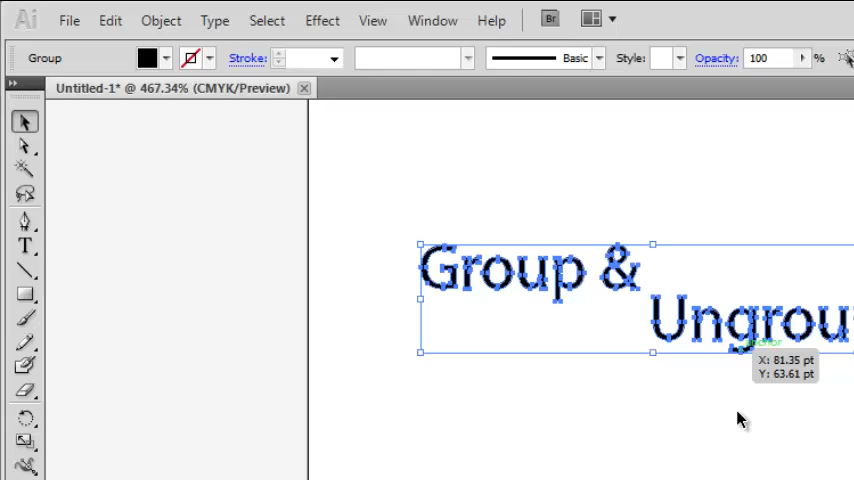 Ai File Edit Object Type Select Effect View Window Help Br
Group Stroke: Basic Style: Opacity: 100 %
Untitled-1* @ 467.34% (CMYK/Preview)
T
Group &
Ungrou
anchor
X: 81.35 pt
Y: 63.61 pt